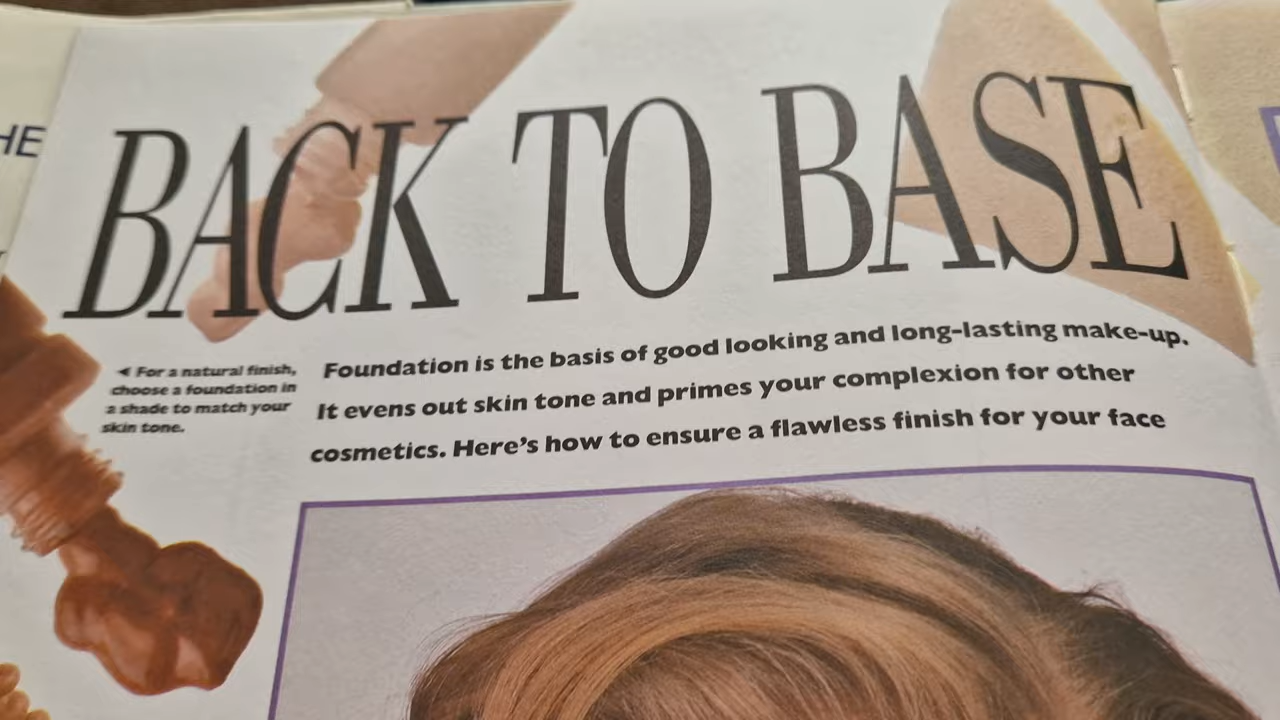 HE
BACK TO BASE
◄ For a natural finish,
choose a foundation in
a shade to match your
skin tone.
Foundation is the basis of good looking and long-lasting make-up.
It evens out skin tone and primes your complexion for other
cosmetics. Here's how to ensure a flawless finish for your face